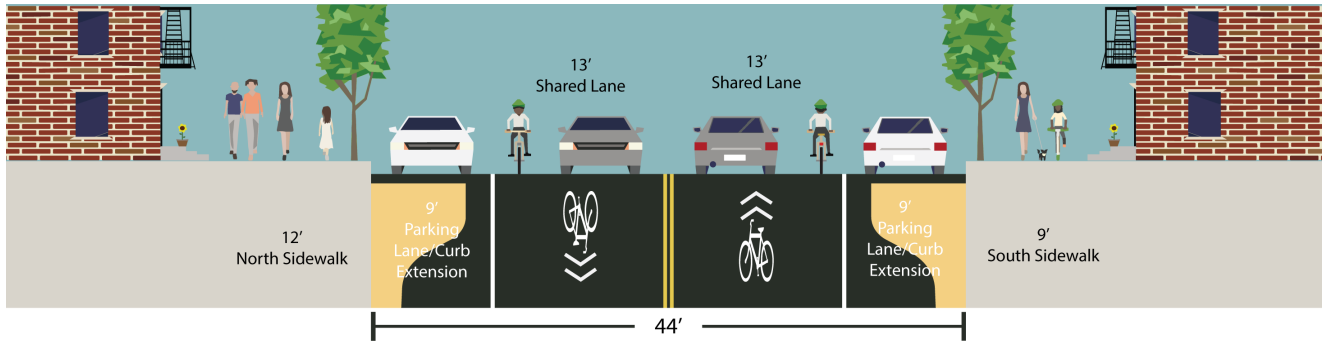 13’
Shared Lane
13’
Shared Lane
12’
North Sidewalk
9’
Parking
Lane/Curb
Extension
9’
Parking
Lane/Curb
Extension
9’
South Sidewalk
44’